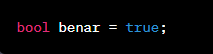 bool benar = true;